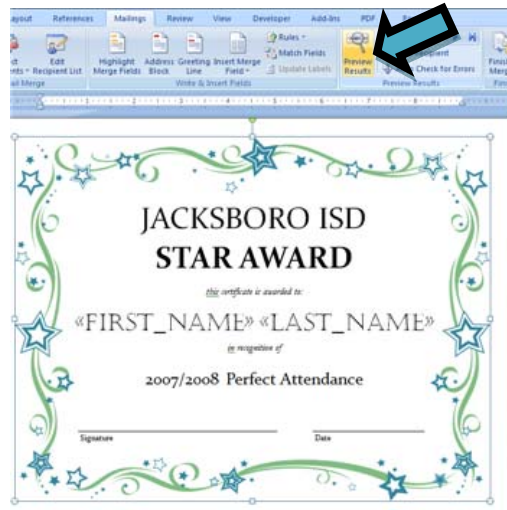 ayout References Mailings Review View Developer Add-Ins PDF
Rules
Match Fields
Update Labels
Edit Recipient List
Highlight Merge Fields
Address Block
Greeting Line
Insert Merge Field
Preview Results
Check for Errors
Write & Insert Fields
Preview Results
JACKSBORO ISD
STAR AWARD
this certificate is awarded to:
«FIRST_NAME» «LAST_NAME»
in recognition of
2007/2008 Perfect Attendance
Signature Date